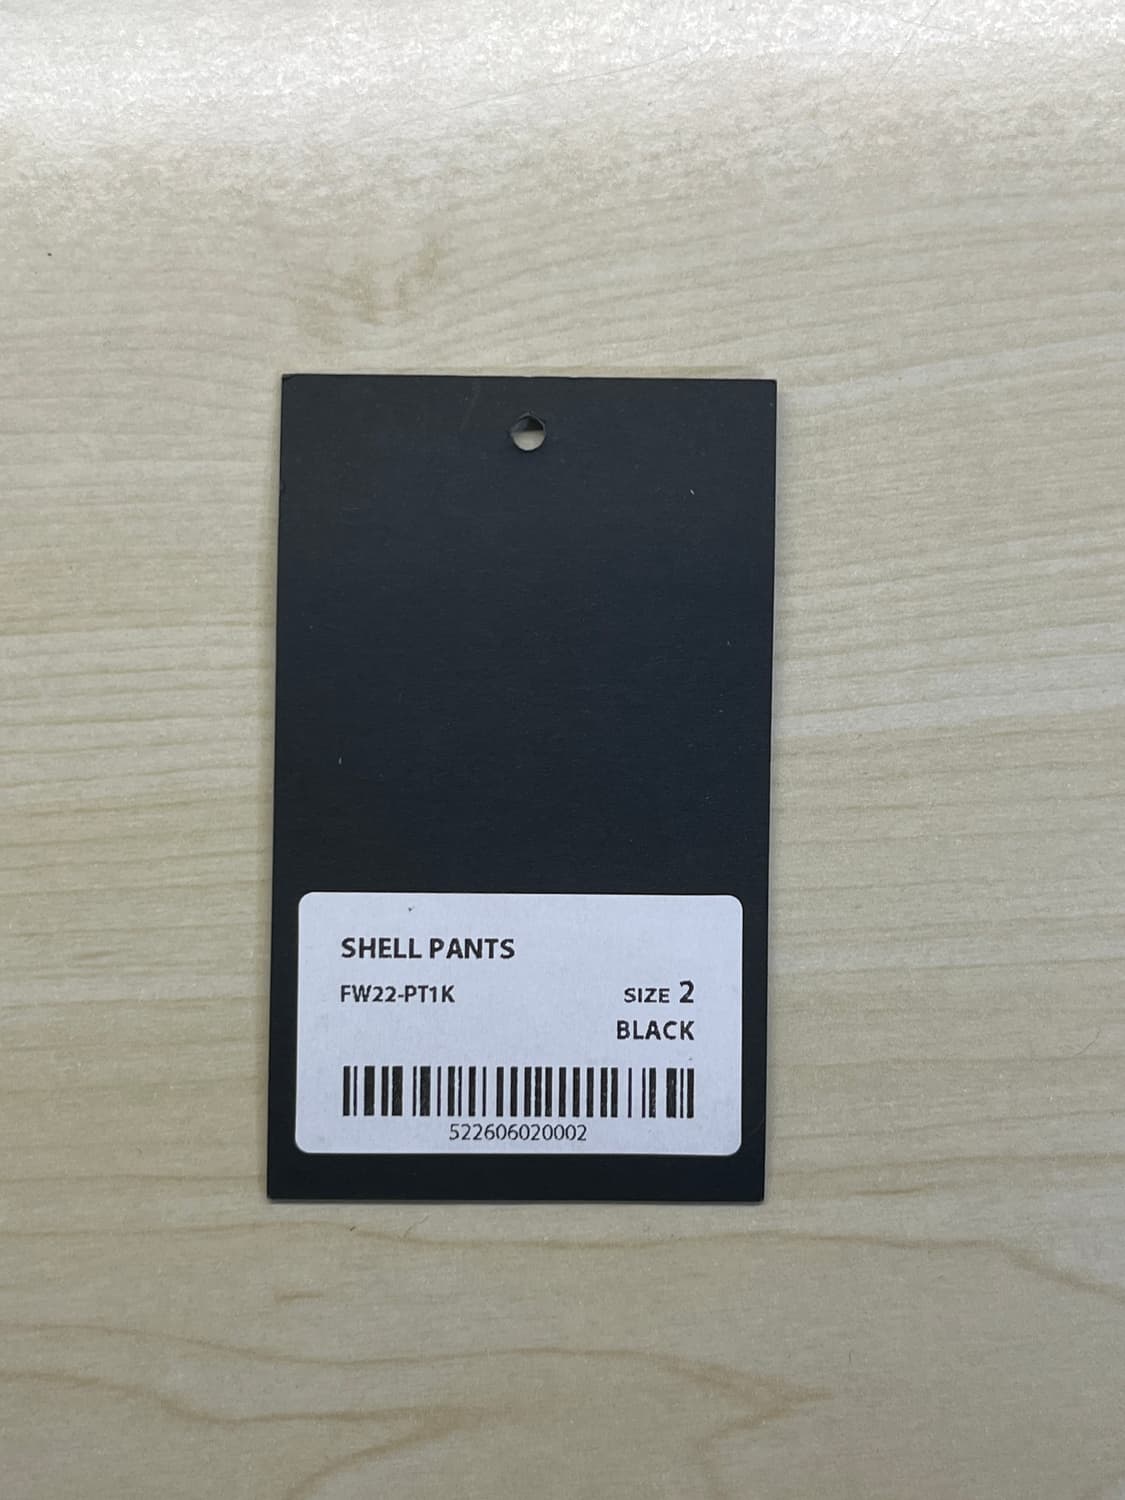 SHELL PANTS
FW22-PT1K
SIZE 2
BLACK
522606020002